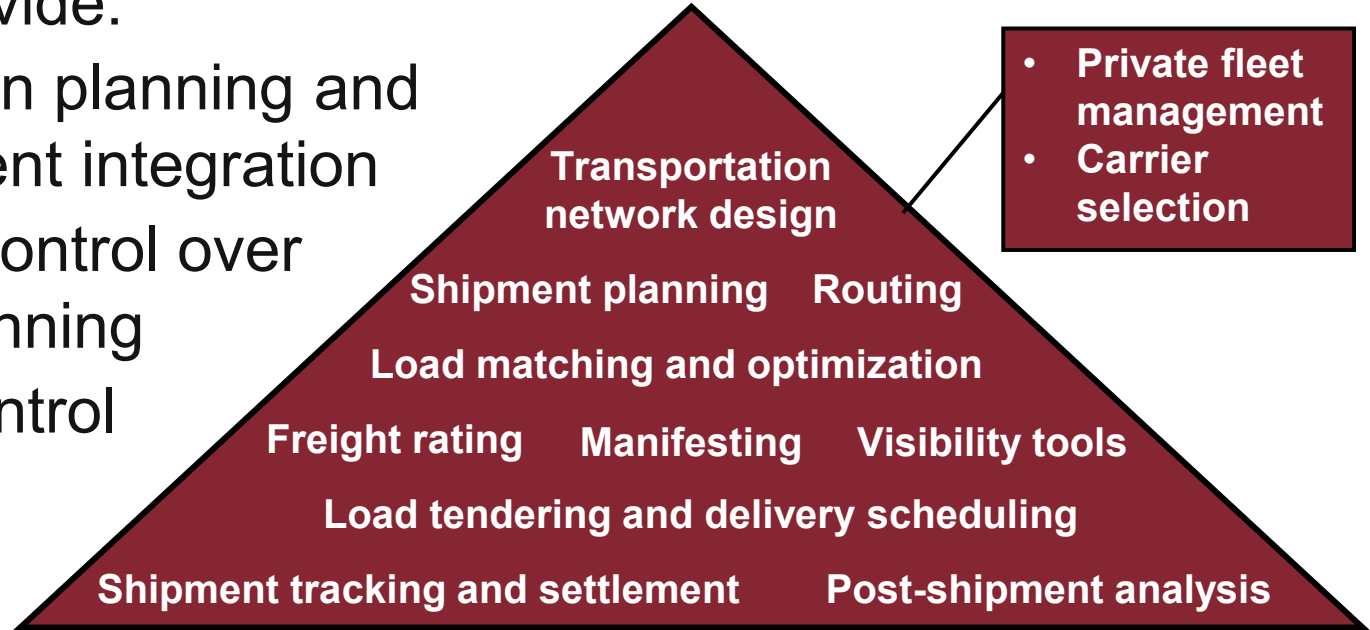 vide:
n planning and
ent integration
ontrol over
nning
ntrol
• Private fleet
management
• Carrier
selection
Transportation
network design
Shipment planning Routing
Load matching and optimization
Freight rating Manifesting Visibility tools
Load tendering and delivery scheduling
Shipment tracking and settlement Post-shipment analysis